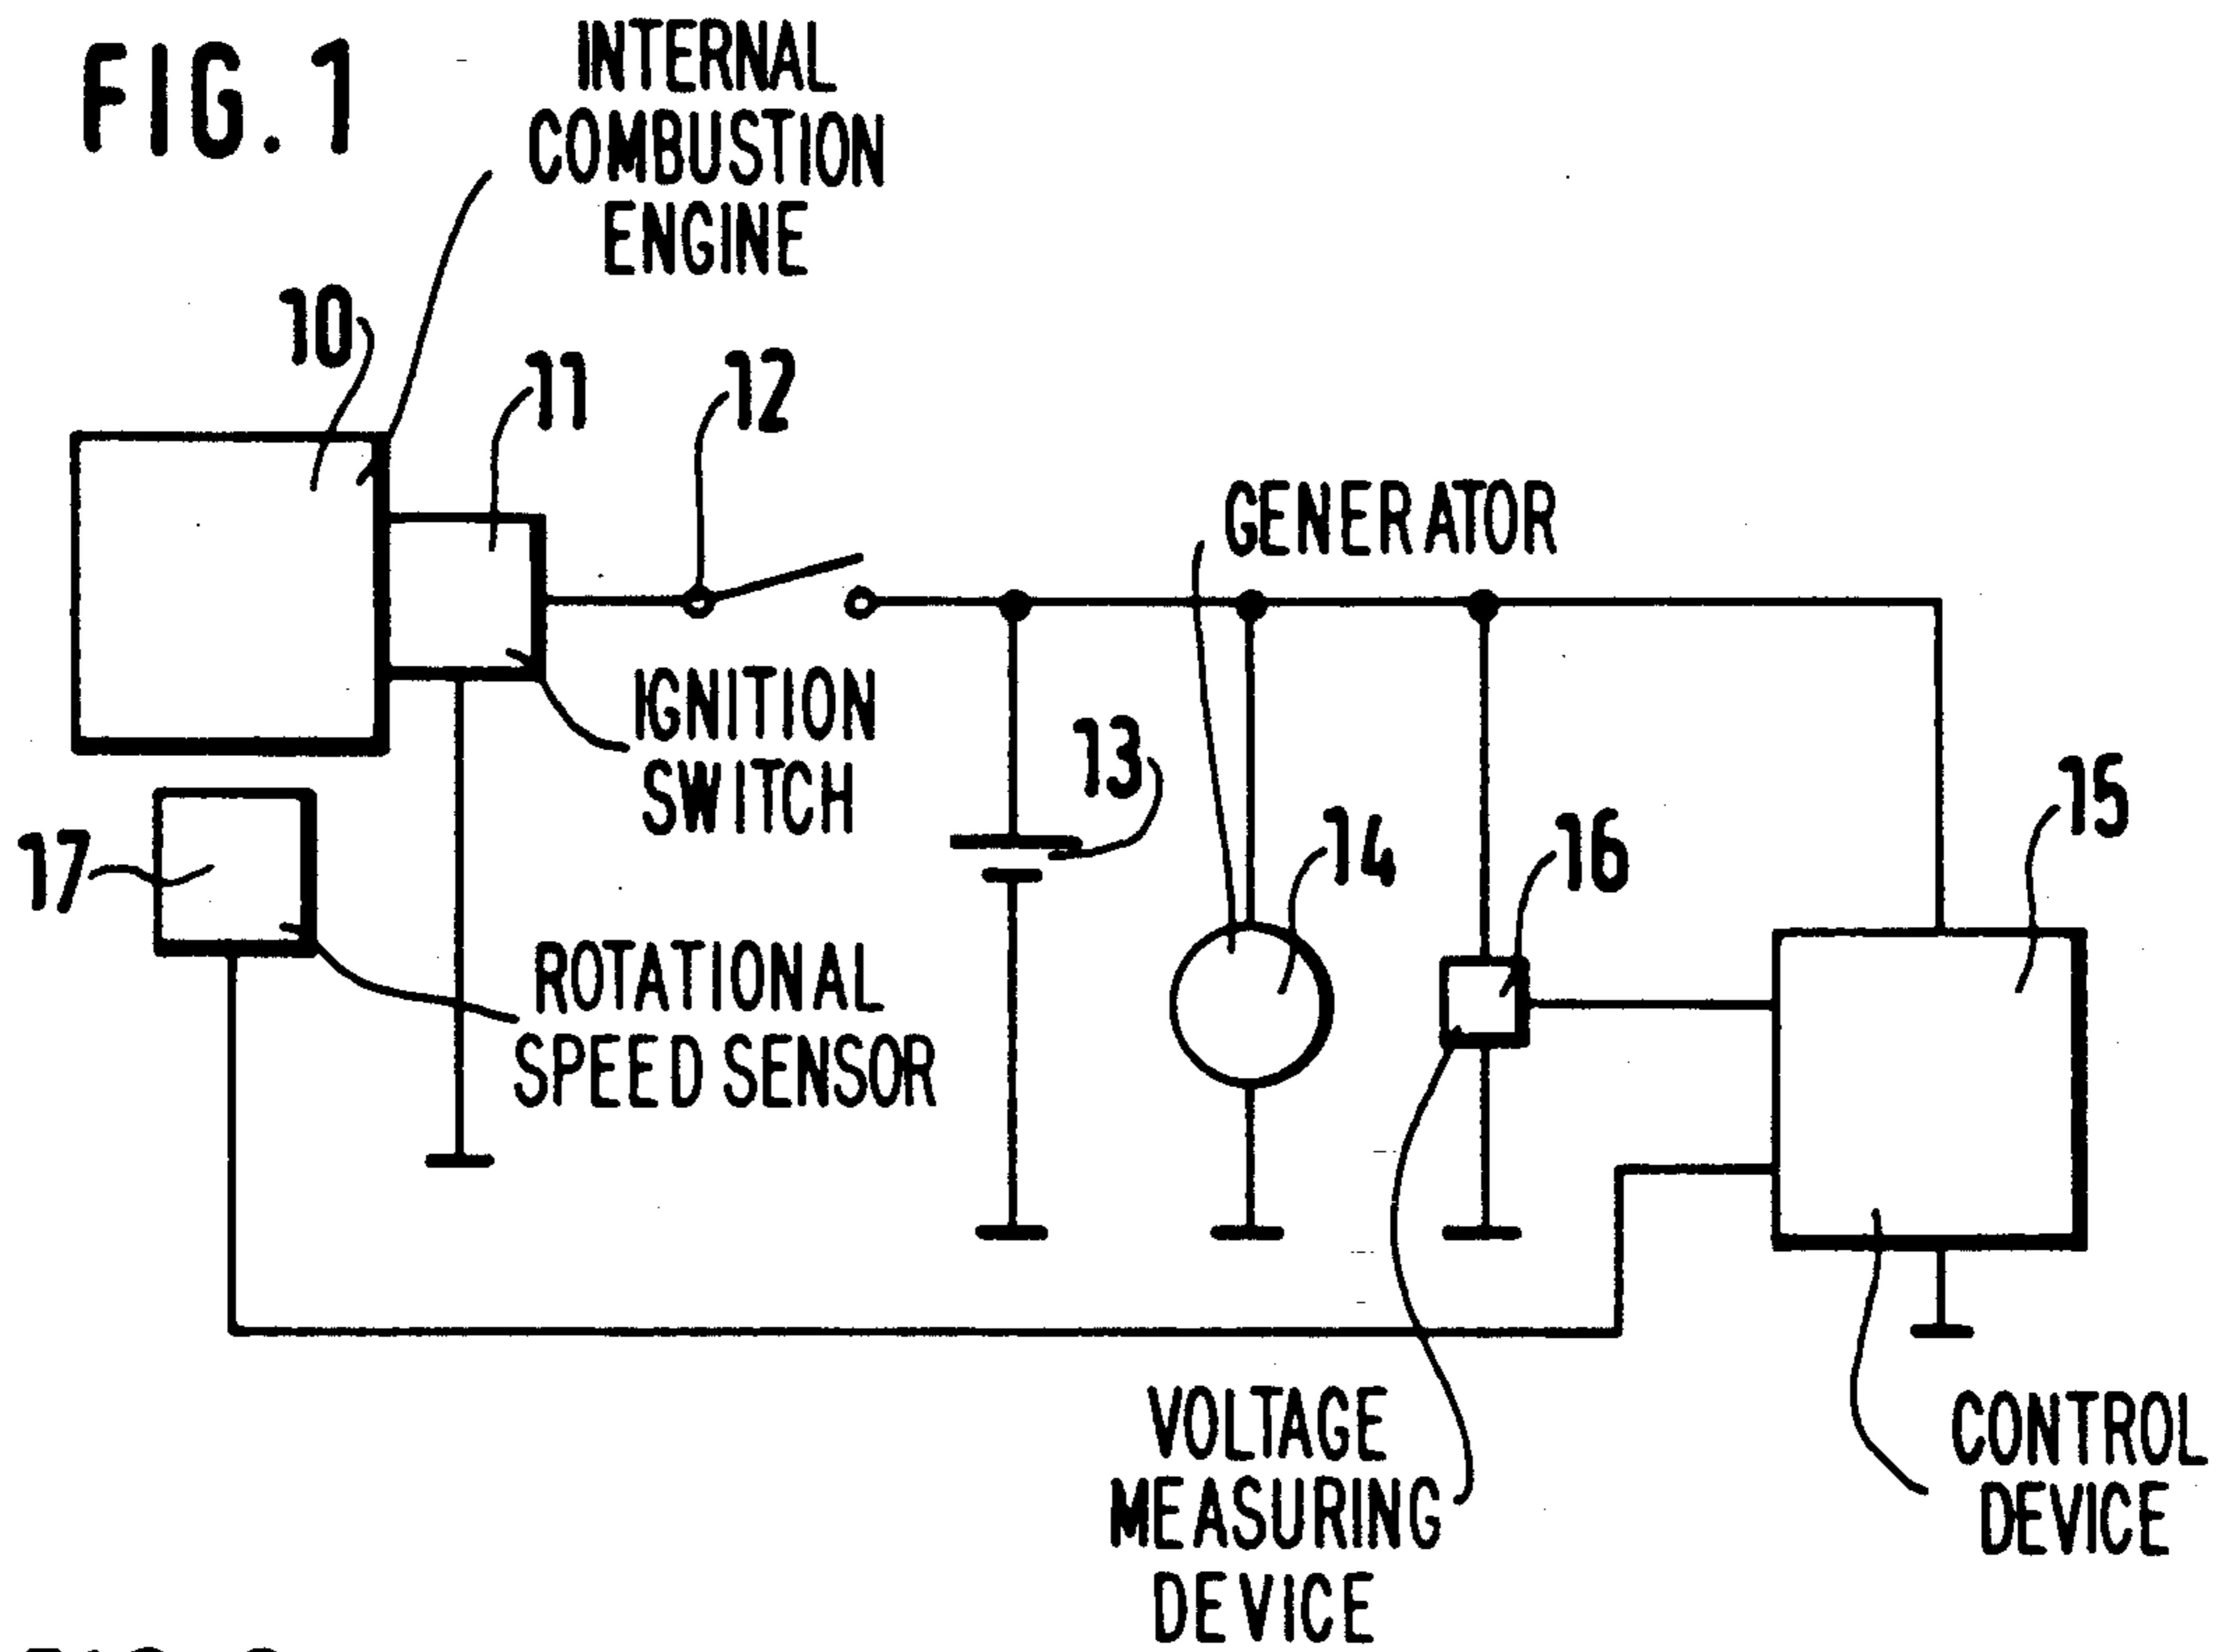 FIG. 1
INTERNAL
COMBUSTION
ENGINE
10
11
12
GENERATOR
IGNITION
SWITCH
13
14
16
15
17
ROTATIONAL
SPEED SENSOR
VOLTAGE
MEASURING
DEVICE
CONTROL
DEVICE